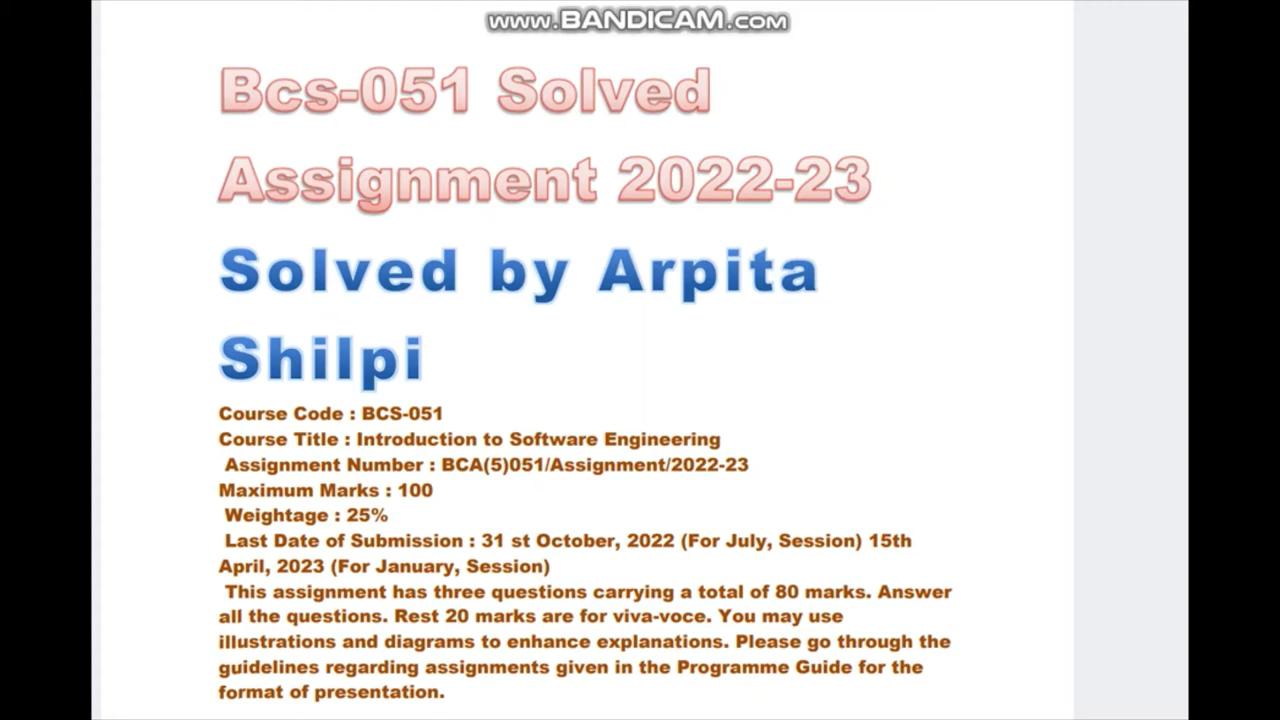 www.BANDICAM.com
Bcs-051 Solved
Assignment 2022-23
Solved by Arpita
Shilpi
Course Code : BCS-051
Course Title : Introduction to Software Engineering
Assignment Number : BCA(5)051/Assignment/2022-23
Maximum Marks : 100
Weightage : 25%
Last Date of Submission : 31 st October, 2022 (For July, Session) 15th
April, 2023 (For January, Session)
This assignment has three questions carrying a total of 80 marks. Answer
all the questions. Rest 20 marks are for viva-voce. You may use
illustrations and diagrams to enhance explanations. Please go through the
guidelines regarding assignments given in the Programme Guide for the
format of presentation.